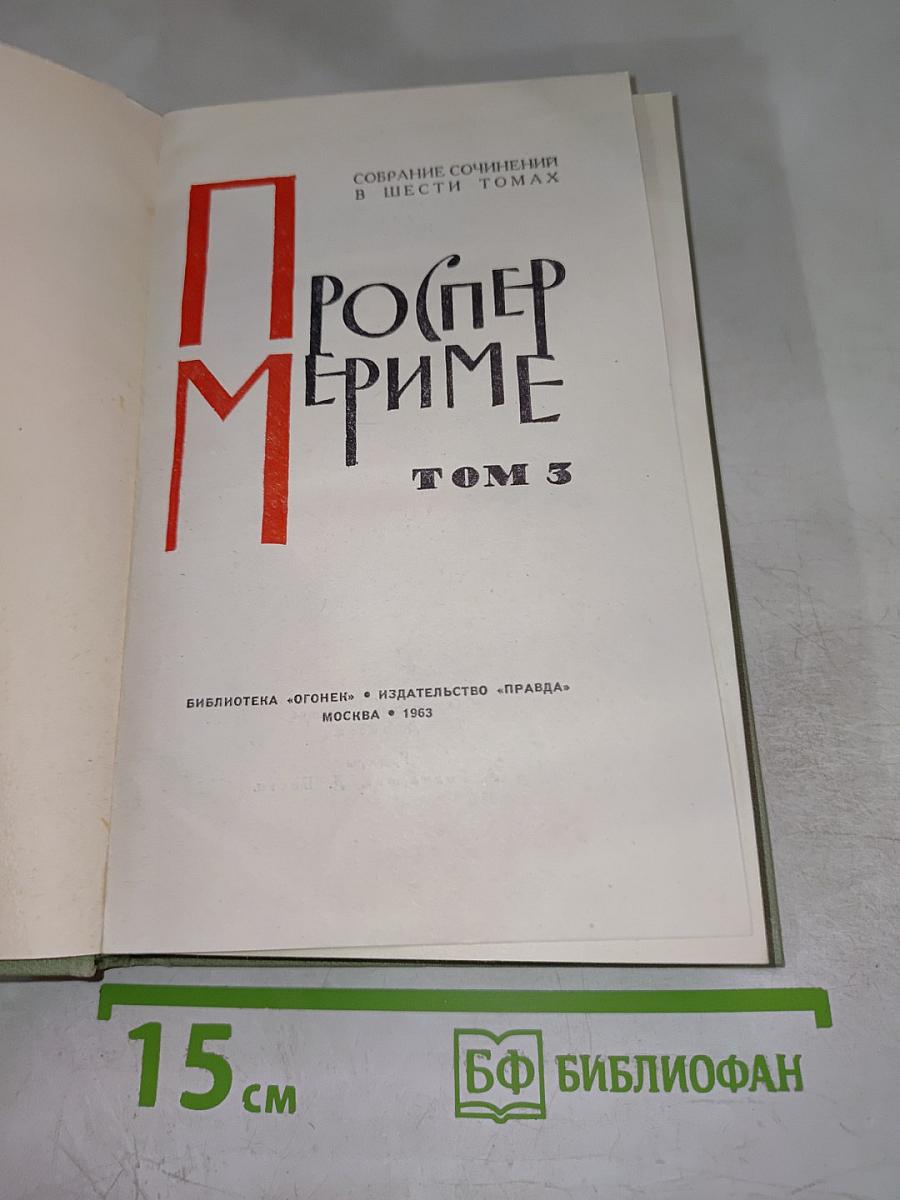 СОБРАНИЕ СОЧИНЕНИЙ
В ШЕСТИ ТОМАХ
ПРОСПЕР
МЕРИМЕ
ТОМ 3
БИБЛИОТЕКА «ОГОНЕК» • ИЗДАТЕЛЬСТВО «ПРАВДА»
МОСКВА • 1963
15 см
БФ БИБЛИОФАН